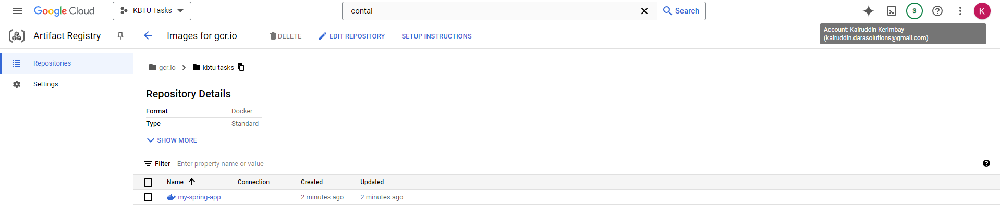 Google Cloud
KBTU Tasks
contai
Search
3
K
Account: Kairuddin Kerimbay
(kairuddin.darasolutions@gmail.com)
Artifact Registry
Images for gcr.io
DELETE
EDIT REPOSITORY
SETUP INSTRUCTIONS
Repositories
Settings
gcr.io
kbtu-tasks
Repository Details
Format Docker
Type Standard
SHOW MORE
Filter Enter property name or value
Name Connection Created Updated
my-spring-app — 2 minutes ago 2 minutes ago